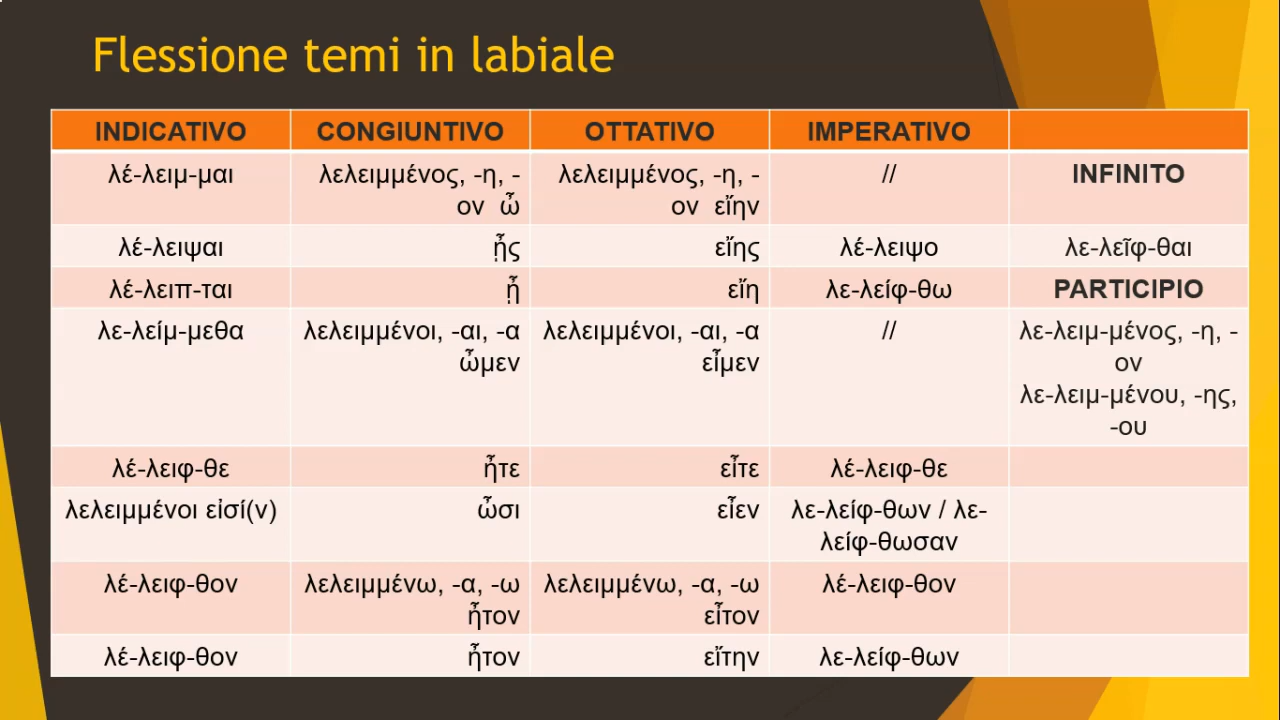 Flessione temi in labiale
INDICATIVO CONGIUNTIVO OTTATIVO IMPERATIVO
λέ-λειμ-μαι λελειμμένος, -η, - λελειμμένος, -η, - // INFINITO
ον ὦ ον εἴην
λέ-λειψαι ᾖς εἴης λέ-λειψο λε-λεῖφ-θαι
λέ-λειπ-ται ᾖ εἴη λε-λείφ-θω PARTICIPIO
λε-λείμ-μεθα λελειμμένοι, -αι, -α λελειμμένοι, -αι, -α // λε-λειμ-μένος, -η, -
ὦμεν εἶμεν ον
λε-λειμ-μένου, -ης,
-ου
λέ-λειφ-θε ἦτε εἶτε λέ-λειφ-θε
λελειμμένοι εἰσί(ν) ὦσι εἶεν λε-λείφ-θων / λε-
λείφ-θωσαν
λέ-λειφ-θον λελειμμένω, -α, -ω λελειμμένω, -α, -ω λέ-λειφ-θον
ἦτον εἶτον
λέ-λειφ-θον ἦτον εἴτην λε-λείφ-θων